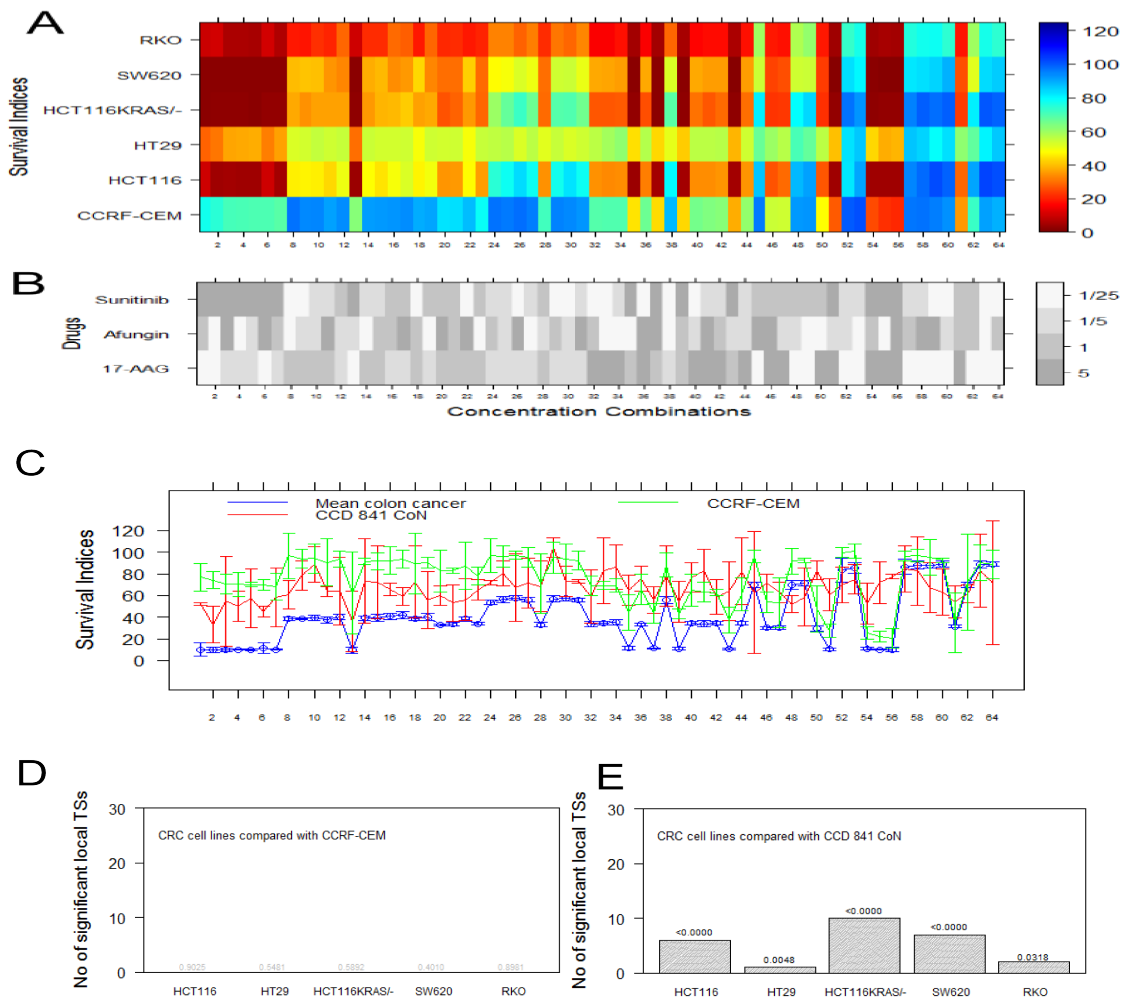 A
Survival Indices
RKO
SW620
HCT116KRAS/-
HT29
HCT116
CCRF-CEM
2 4 6 8 10 12 14 16 18 20 22 24 26 28 30 32 34 36 38 40 42 44 46 48 50 52 54 56 58 60 62 64
120
100
80
60
40
20
0
B
Drugs
Sunitinib
Afungin
17-AAG
2 4 6 8 10 12 14 16 18 20 22 24 26 28 30 32 34 36 38 40 42 44 46 48 50 52 54 56 58 60 62 64
Concentration Combinations
1/25
1/5
1
5
C
Survival Indices
Mean colon cancer
CCD 841 CoN
CCRF-CEM
120
100
80
60
40
20
0
2 4 6 8 10 12 14 16 18 20 22 24 26 28 30 32 34 36 38 40 42 44 46 48 50 52 54 56 58 60 62 64
D
No of significant local TSs
30
20
10
0
CRC cell lines compared with CCRF-CEM
0.9025 0.5481 0.5892 0.4010 0.8981
HCT116 HT29 HCT116KRAS/- SW620 RKO
E
No of significant local TSs
30
20
10
0
CRC cell lines compared with CCD 841 CoN
<0.0000 0.0048 <0.0000 <0.0000 0.0318
HCT116 HT29 HCT116KRAS/- SW620 RKO